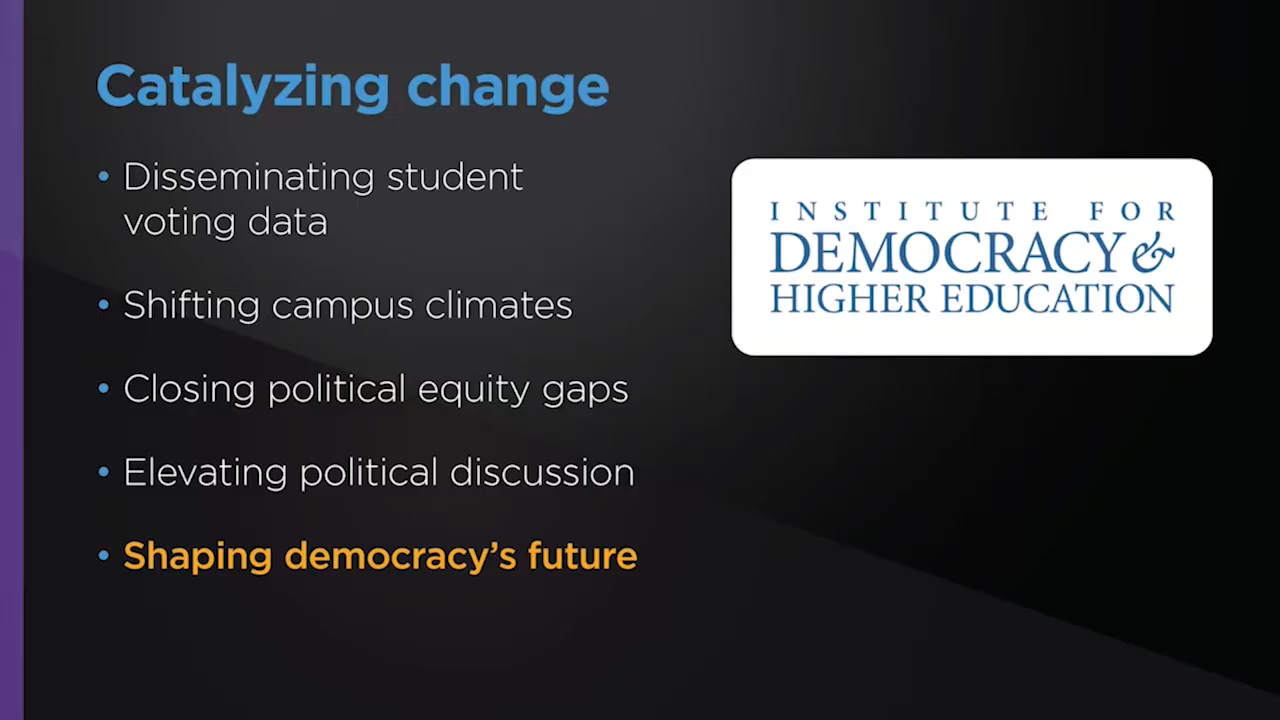 Catalyzing change
• Disseminating student
voting data
• Shifting campus climates
• Closing political equity gaps
• Elevating political discussion
• Shaping democracy’s future
INSTITUTE FOR
DEMOCRACY &
HIGHER EDUCATION